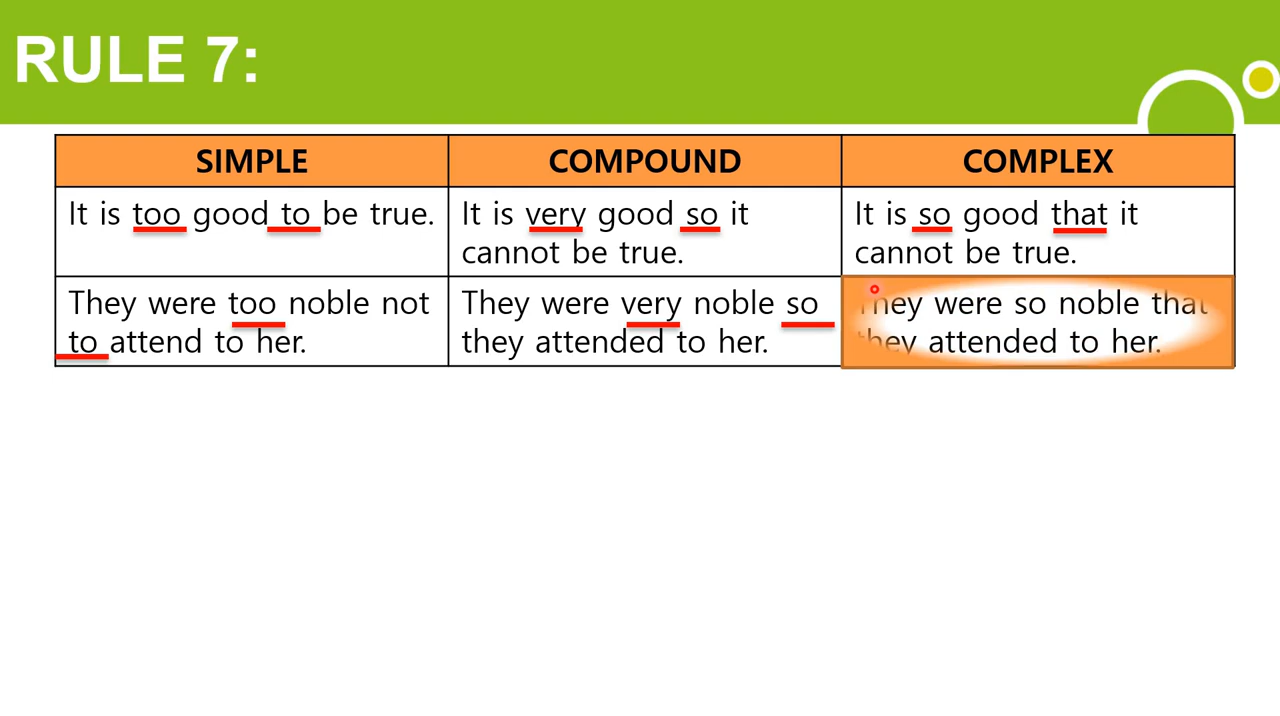 RULE 7:
SIMPLE COMPOUND COMPLEX
It is too good to be true.
It is very good so it
cannot be true.
It is so good that it
cannot be true.
They were too noble not
to attend to her.
They were very noble so
they attended to her.
They were so noble that
they attended to her.